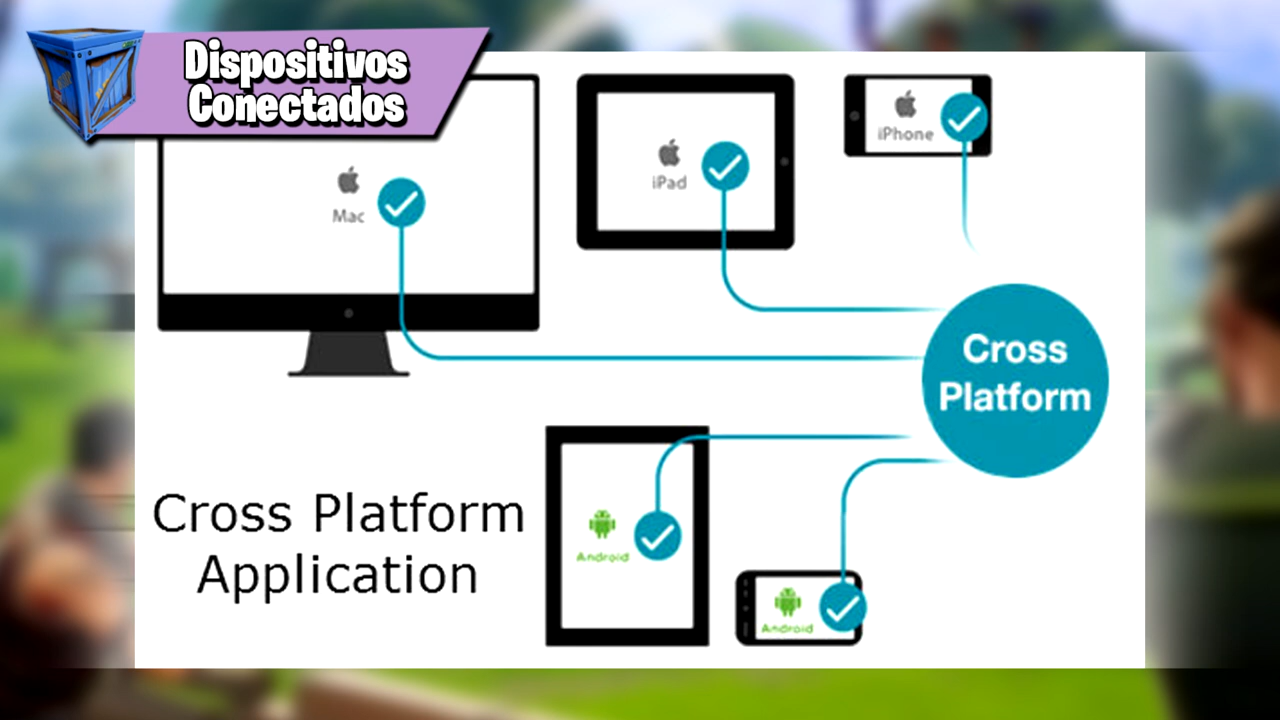 Dispositivos
Conectados
Mac
iPad
iPhone
Cross
Platform
Cross Platform
Application
Android
Android